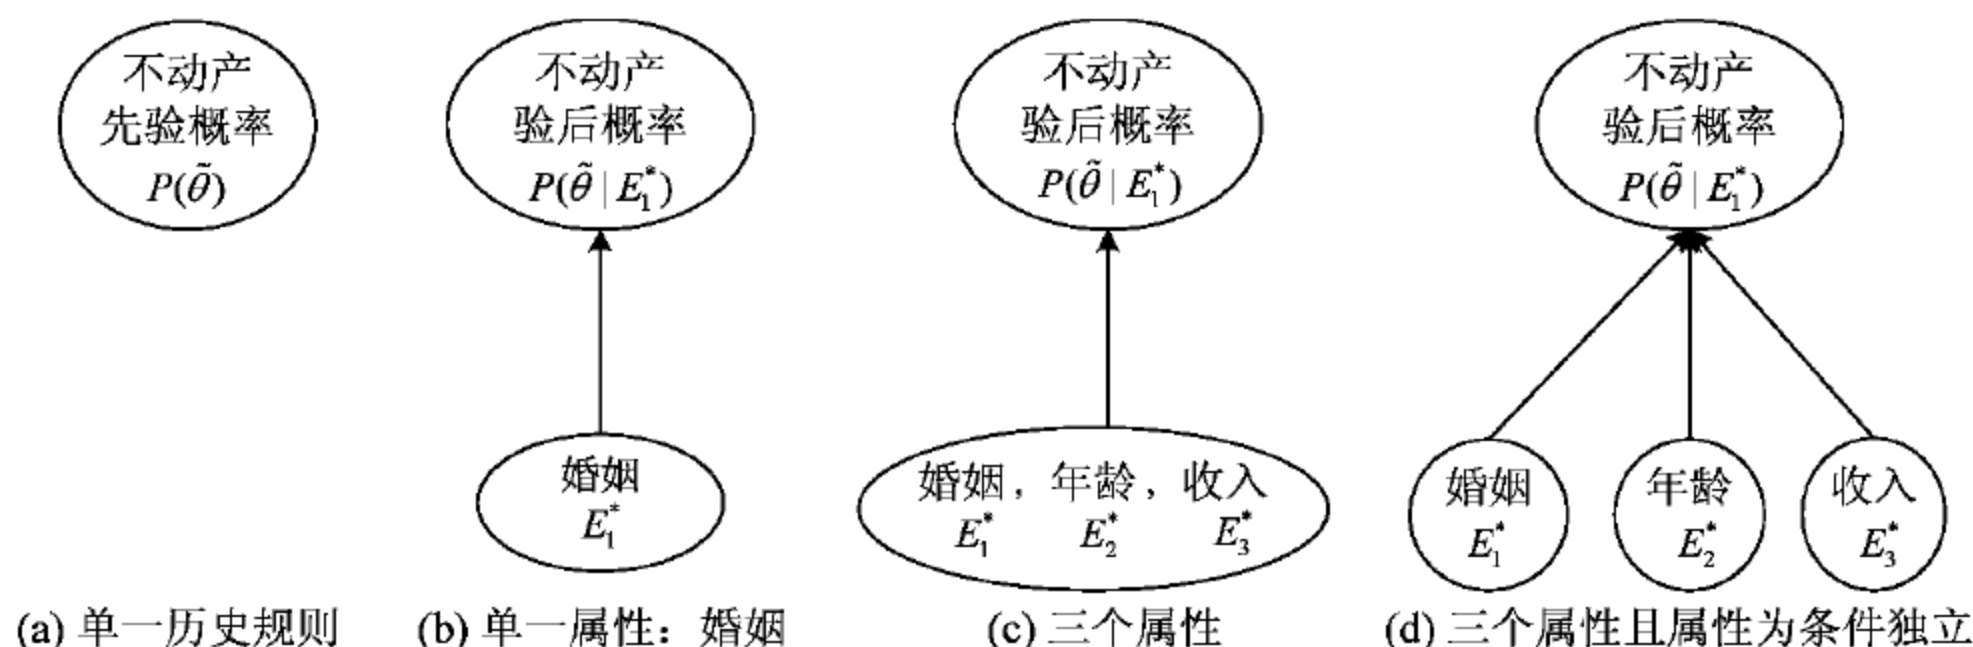 不动产
先验概率
P(θ̃)
(a) 单一历史规则
不动产
验后概率
P(θ̃ | E₁*)
婚姻
E₁*
(b) 单一属性：婚姻
不动产
验后概率
P(θ̃ | E₁*)
婚姻，年龄，收入
E₁* E₂* E₃*
(c) 三个属性
不动产
验后概率
P(θ̃ | E₁*)
婚姻
E₁*
年龄
E₂*
收入
E₃*
(d) 三个属性且属性为条件独立